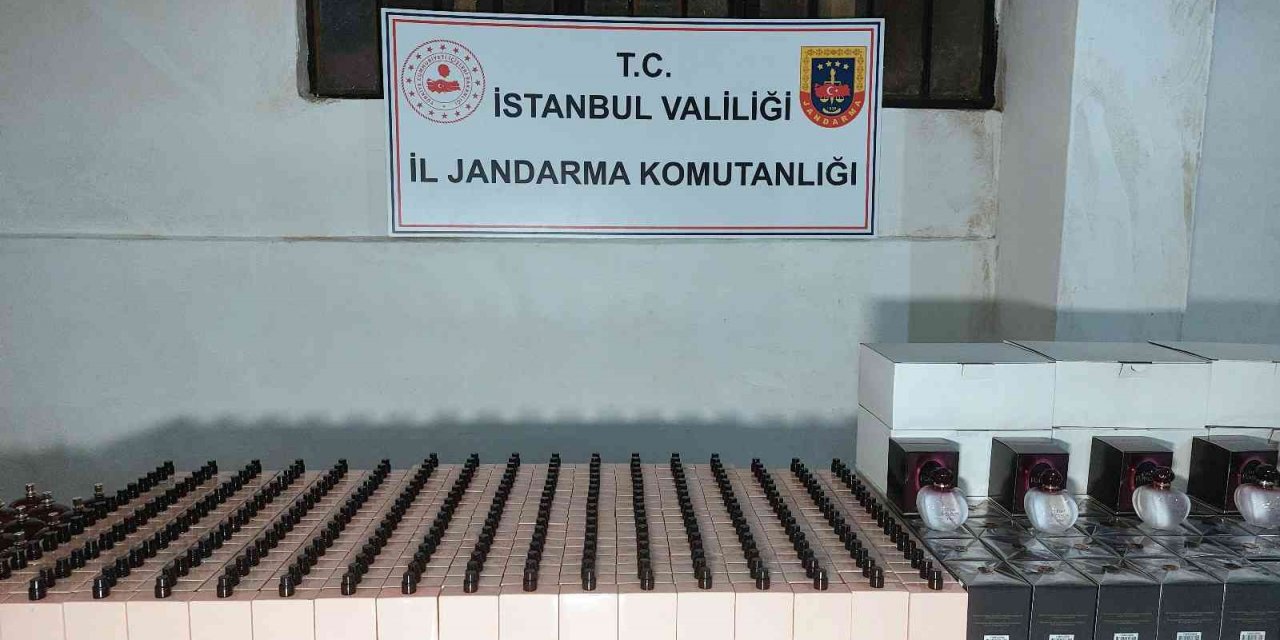 T.C.
İSTANBUL VALİLİĞİ
JANDARMA
İL JANDARMA KOMUTANLIĞI